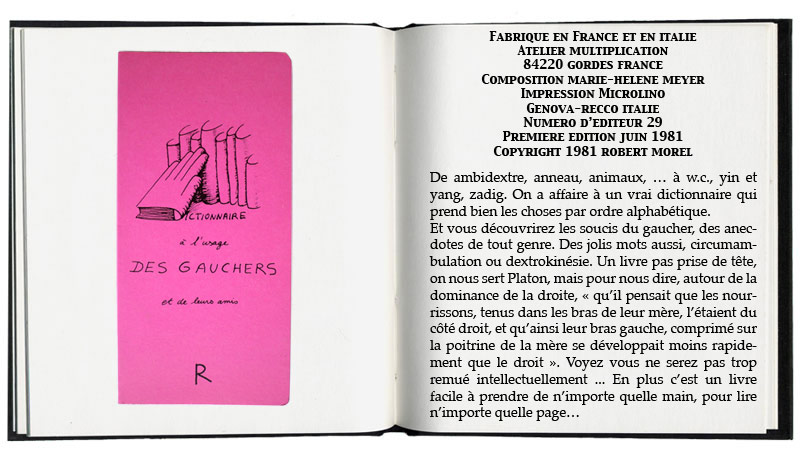 DICTIONNAIRE
à l'usage
DES GAUCHERS
et de leurs amis
R
Fabrique en France et en italie
Atelier multiplication
84220 gordes france
Composition marie-helene meyer
Impression Microlino
Genova-recco italie
Numero d'editeur 29
Premiere edition juin 1981
Copyright 1981 robert morel
De ambidextre, anneau, animaux, … à w.c., yin et
yang, zadig. On a affaire à un vrai dictionnaire qui
prend bien les choses par ordre alphabétique.
Et vous découvrirez les soucis du gaucher, des anec-
dotes de tout genre. Des jolis mots aussi, circumam-
bulation ou dextrokinésie. Un livre pas prise de tête,
on nous sert Platon, mais pour nous dire, autour de la
dominance de la droite, « qu'il pensait que les nour-
rissons, tenus dans les bras de leur mère, l'étaient du
côté droit, et qu'ainsi leur bras gauche, comprimé sur
la poitrine de la mère se développait moins rapide-
ment que le droit ». Voyez vous ne serez pas trop
remué intellectuellement ... En plus c'est un livre
facile à prendre de n'importe quelle main, pour lire
n'importe quelle page…